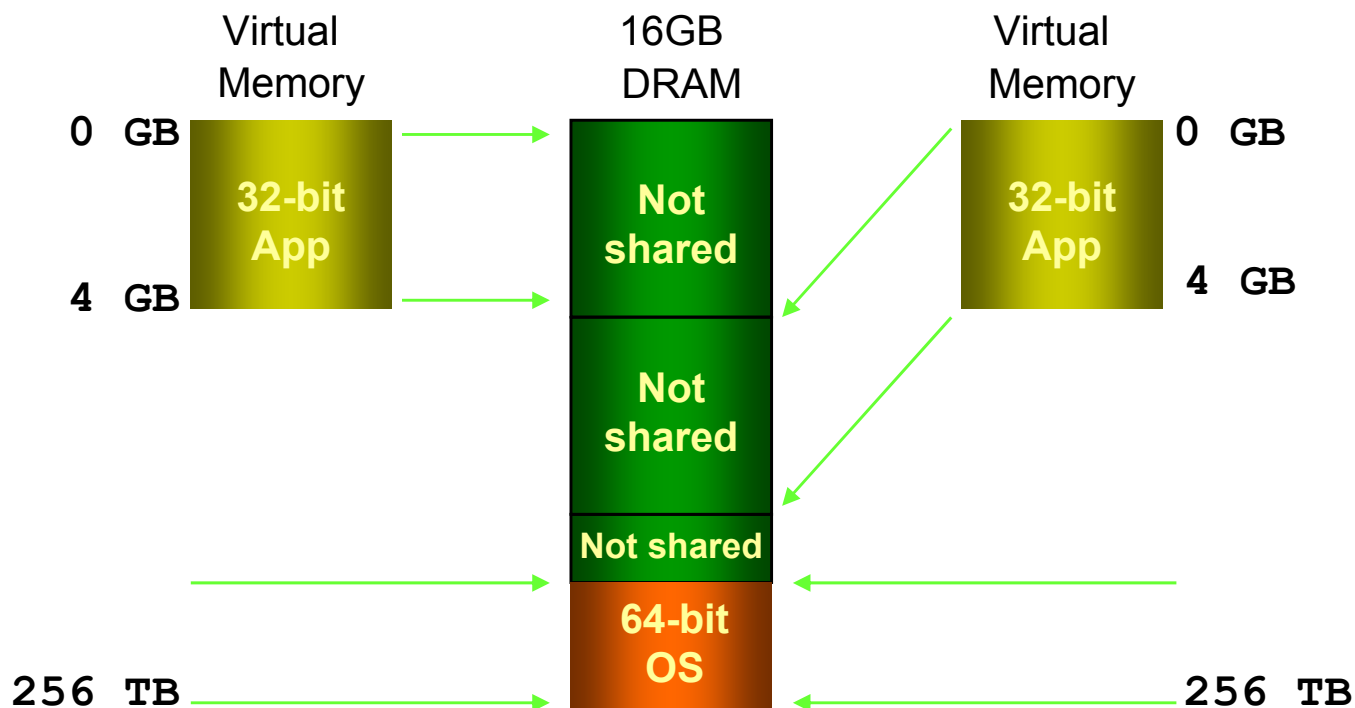 Virtual
Memory
16GB
DRAM
Virtual
Memory
0 GB
32-bit
App
4 GB
Not
shared
Not
shared
Not shared
64-bit
OS
0 GB
32-bit
App
4 GB
256 TB
256 TB